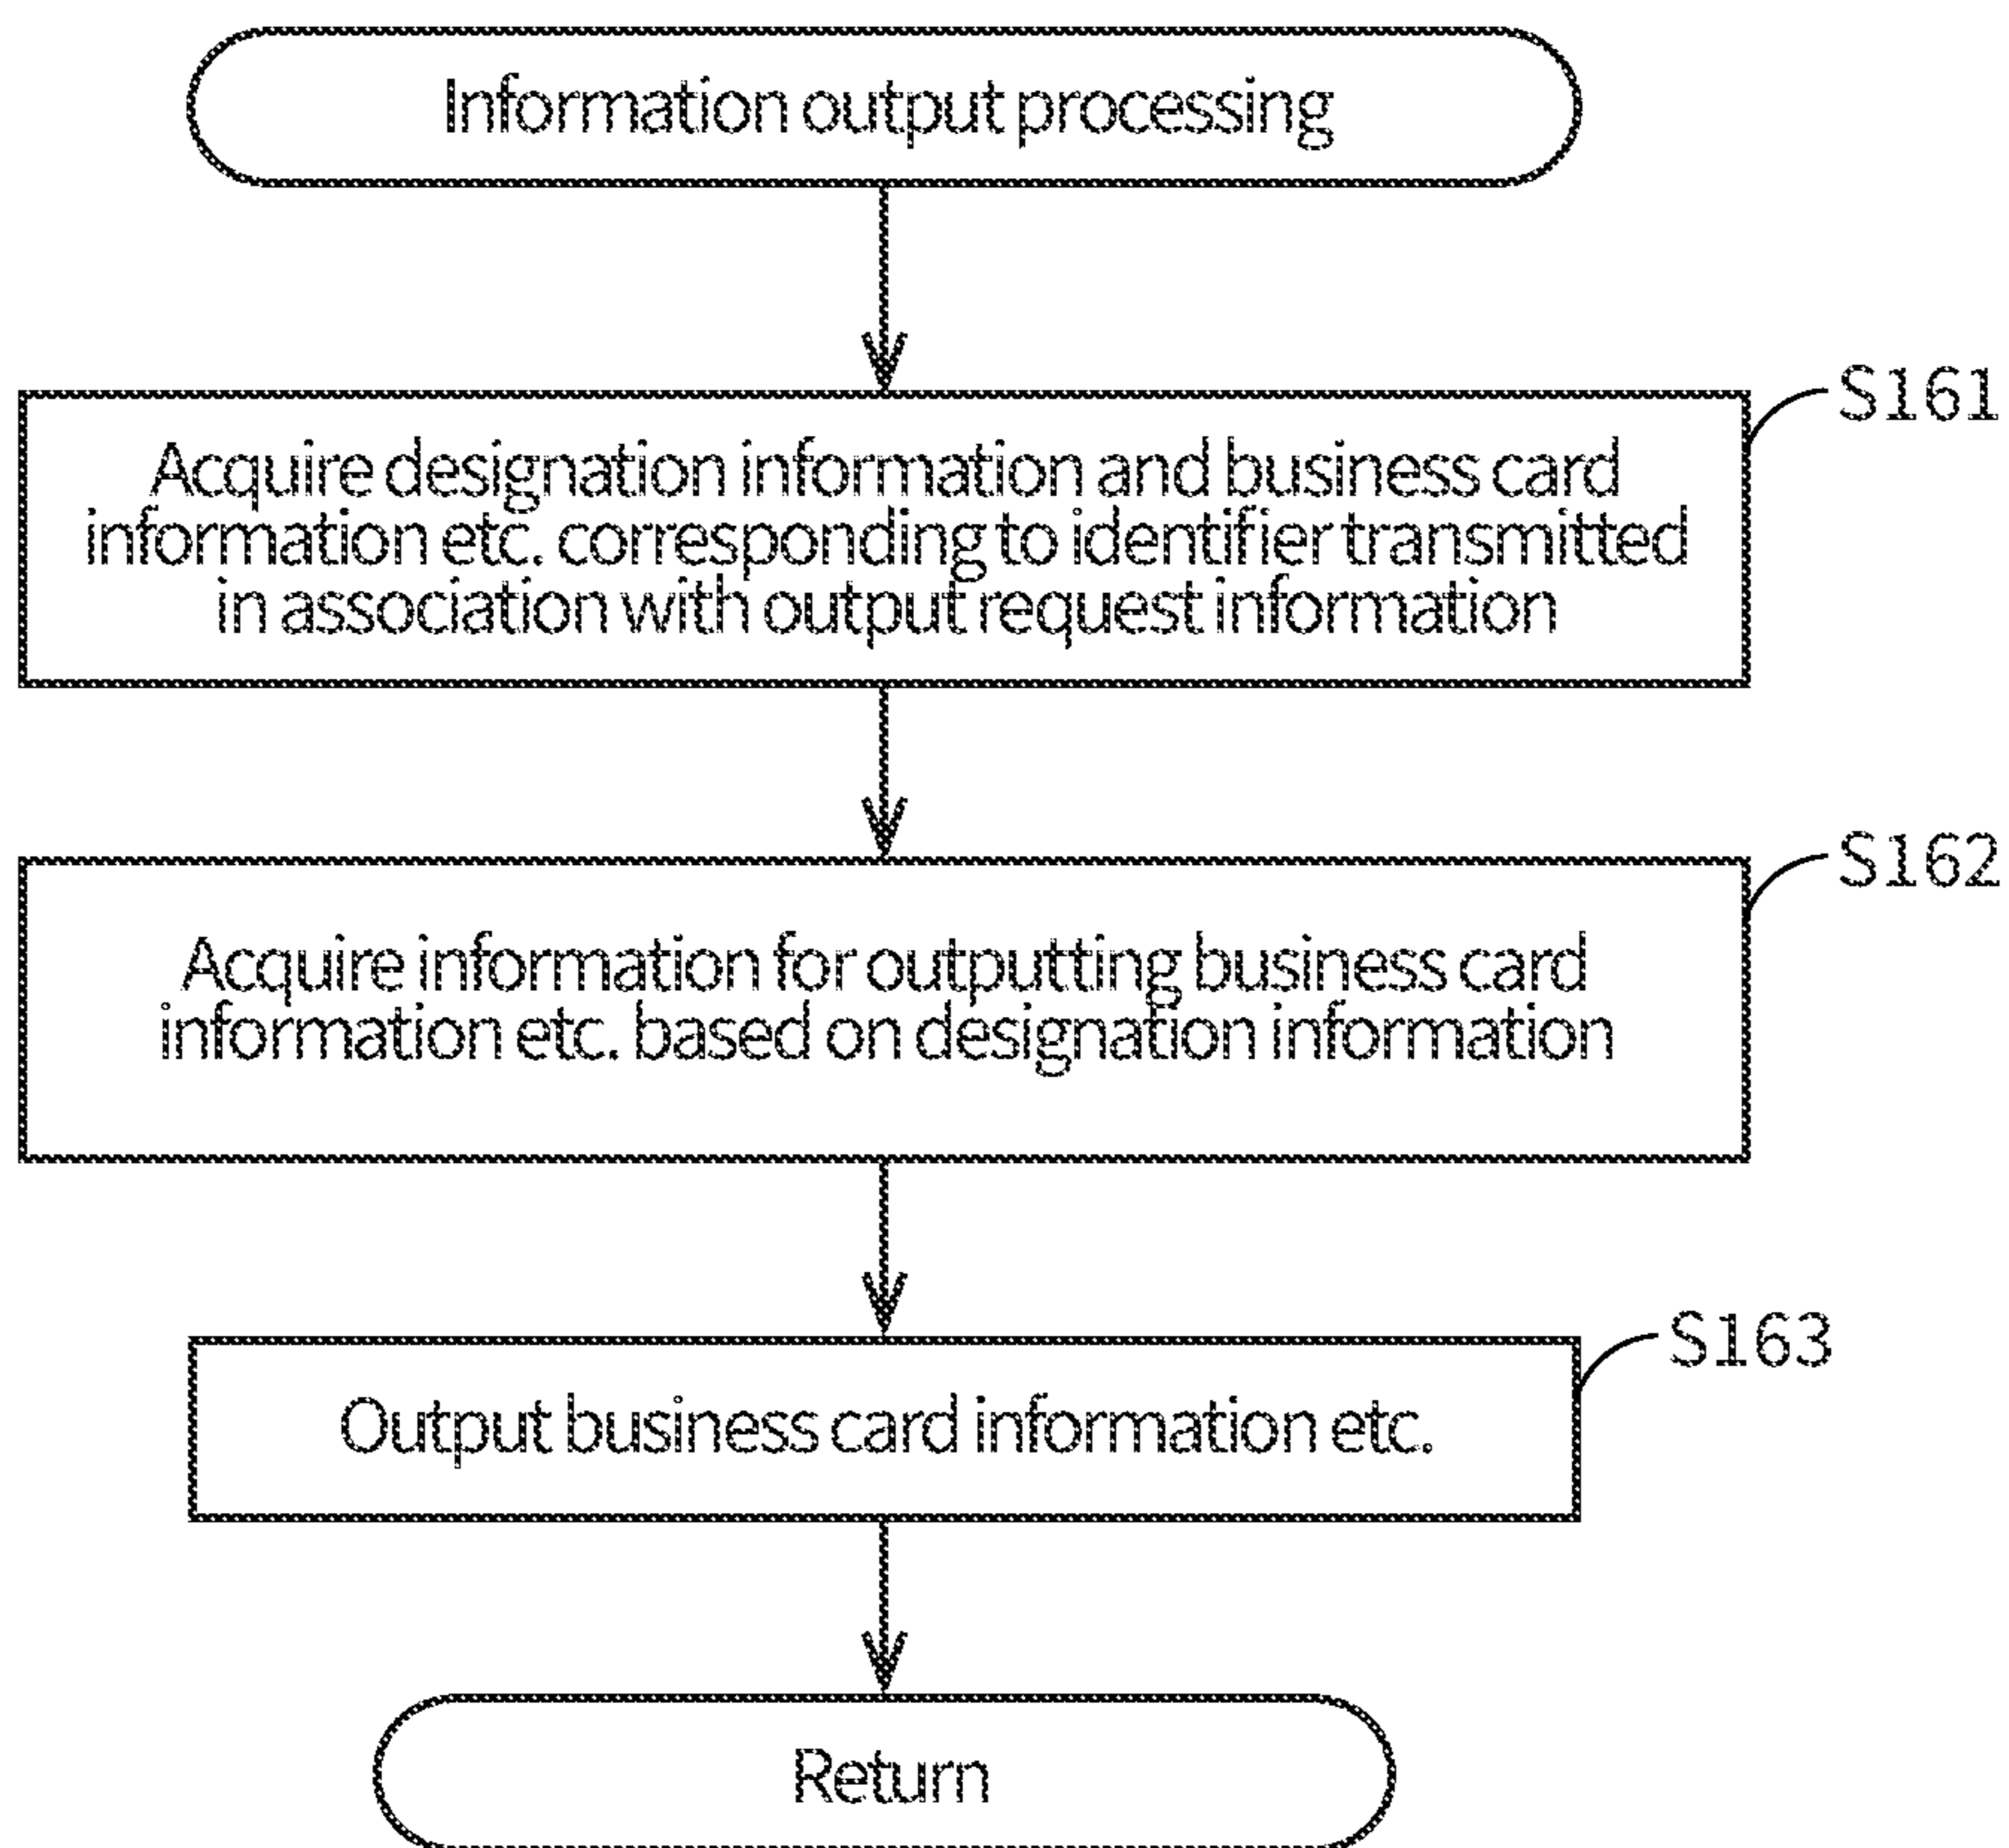 Information output processing
S161
Acquire designation information and business card
information etc. corresponding to identifier transmitted
in association with output request information
S162
Acquire information for outputting business card
information etc. based on designation information
S163
Output business card information etc.
Return